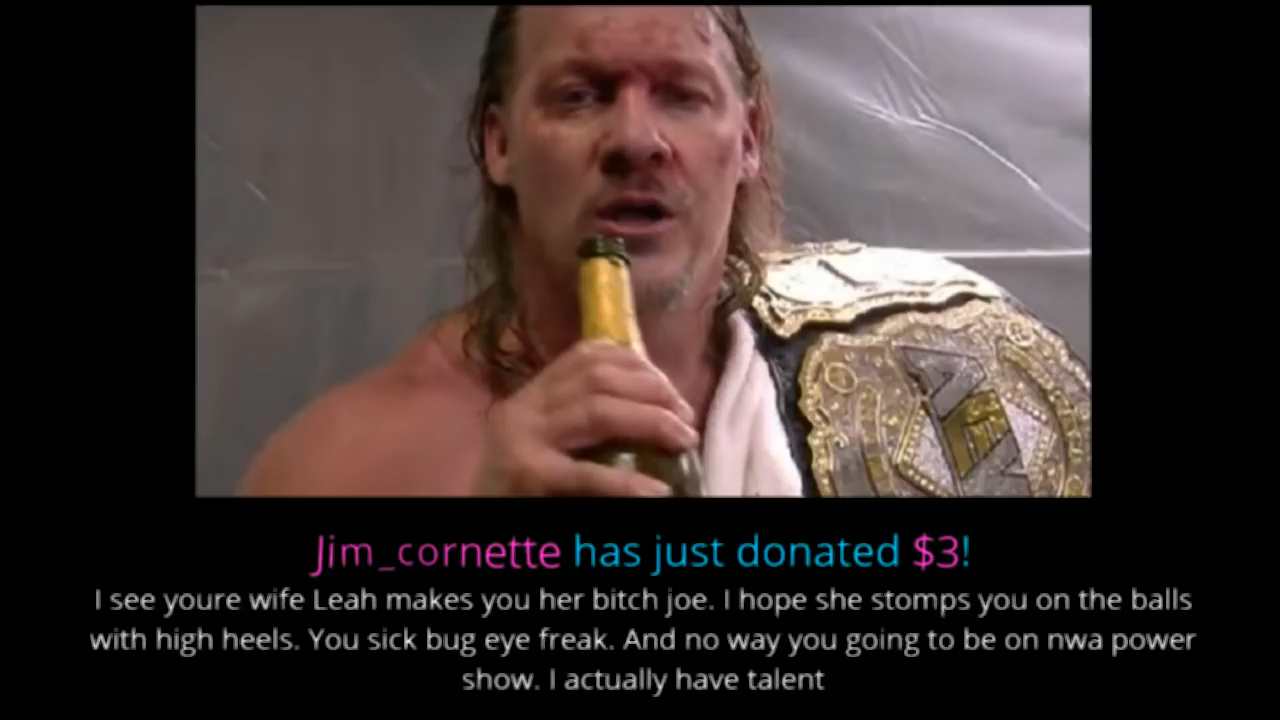 AEW
Jim_cornette has just donated $3!
I see youre wife Leah makes you her bitch joe. I hope she stomps you on the balls
with high heels. You sick bug eye freak. And no way you going to be on nwa power
show. I actually have talent